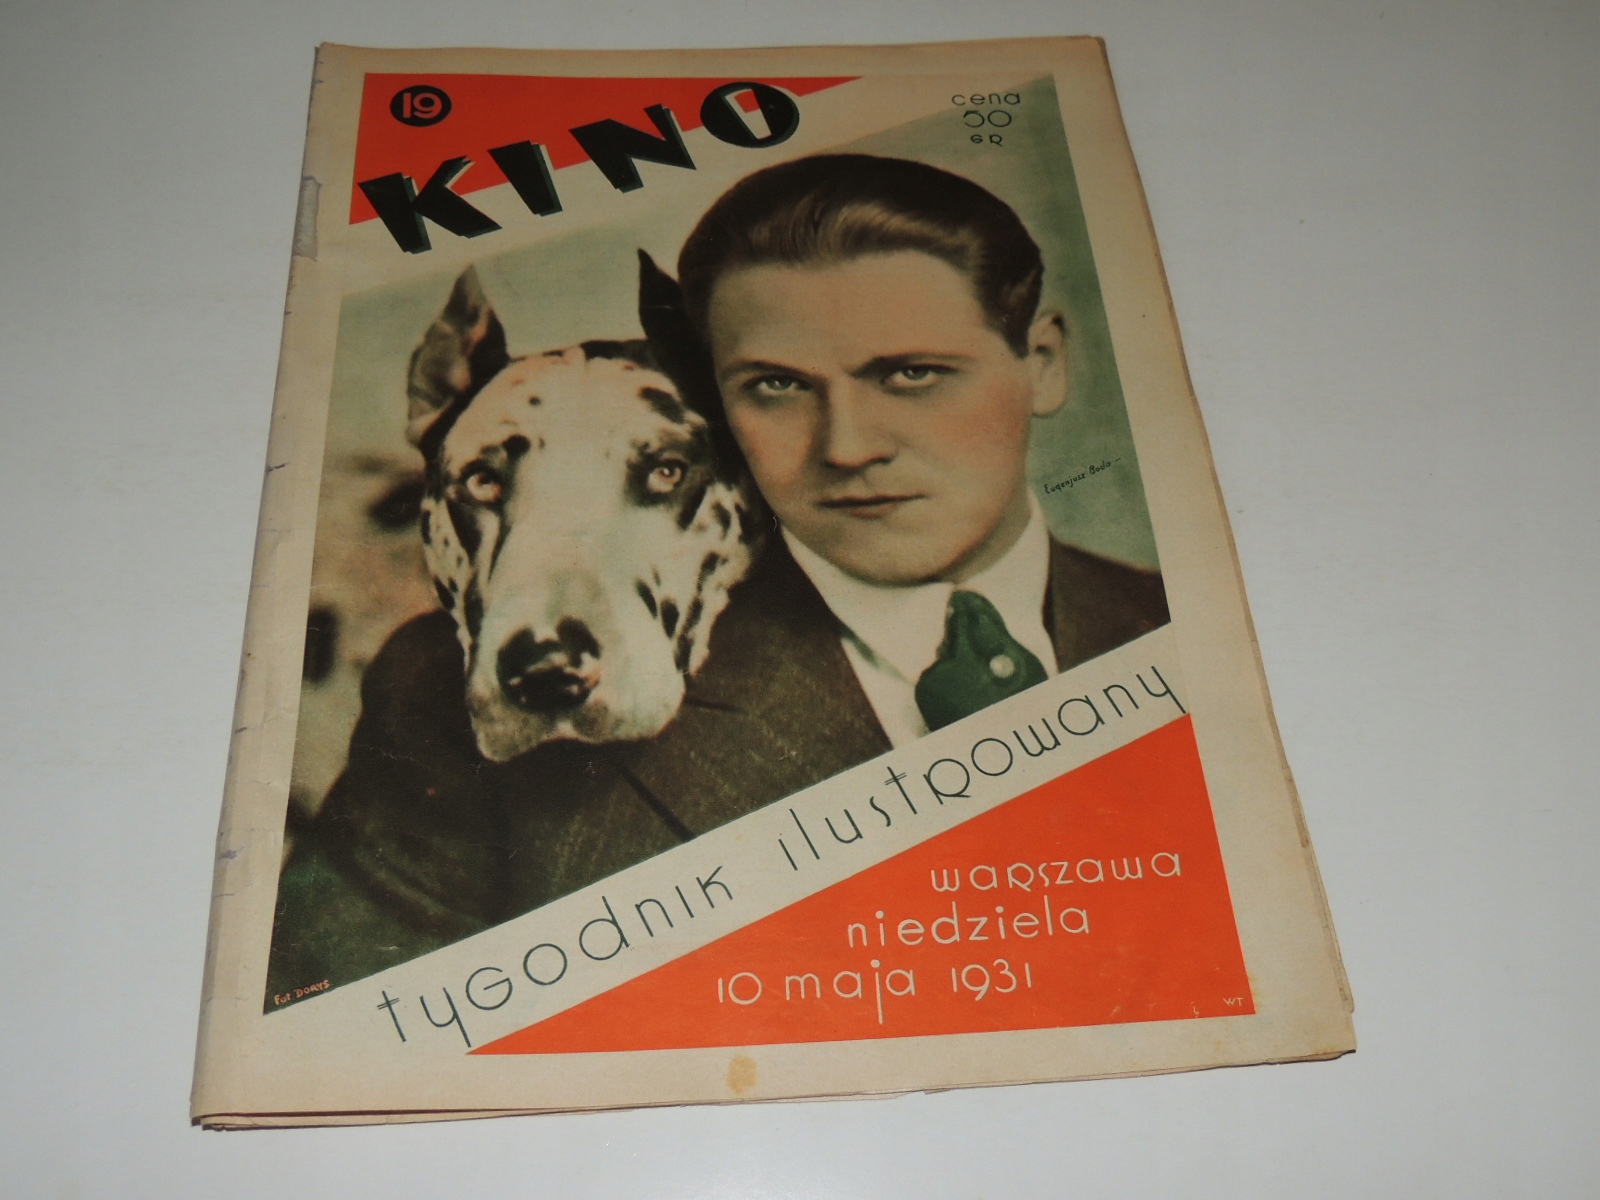 19
KINO
cena
50
GR
Eugenjusz Bodo
tygodnik ilustrowany
warszawa
niedziela
10 maja 1931
Fot DORYS
WT